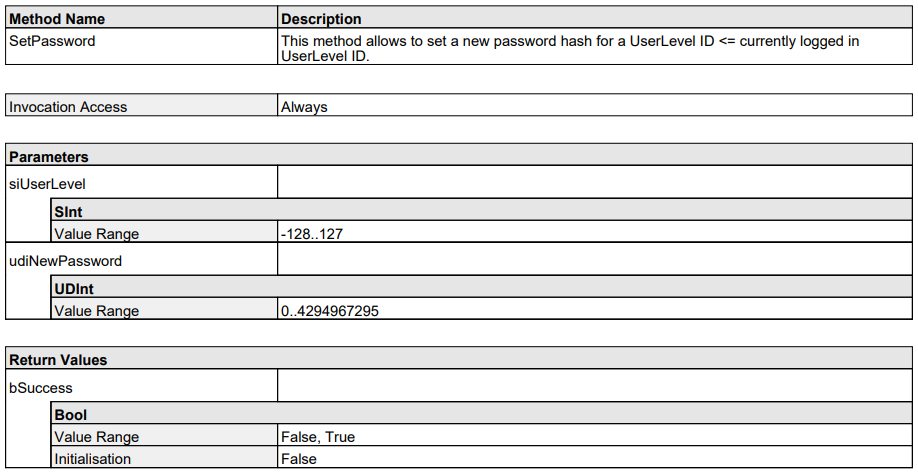 Method Name Description
SetPassword This method allows to set a new password hash for a UserLevel ID <= currently logged in
UserLevel ID.
Invocation Access Always
Parameters
siUserLevel
SInt
Value Range -128..127
udiNewPassword
UDInt
Value Range 0..4294967295
Return Values
bSuccess
Bool
Value Range False, True
Initialisation False